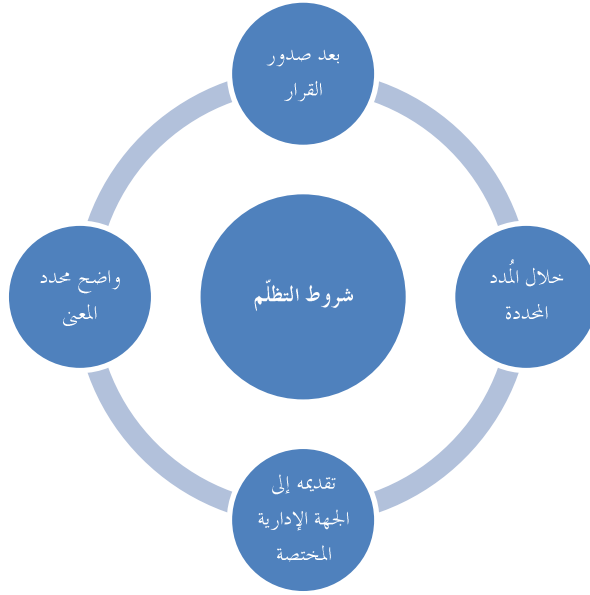 بعد صدور
القرار
خلال المُدد
المحددة
شروط التظلّم
واضح محدد
المعنى
تقديمه إلى
الجهة الإدارية
المختصة